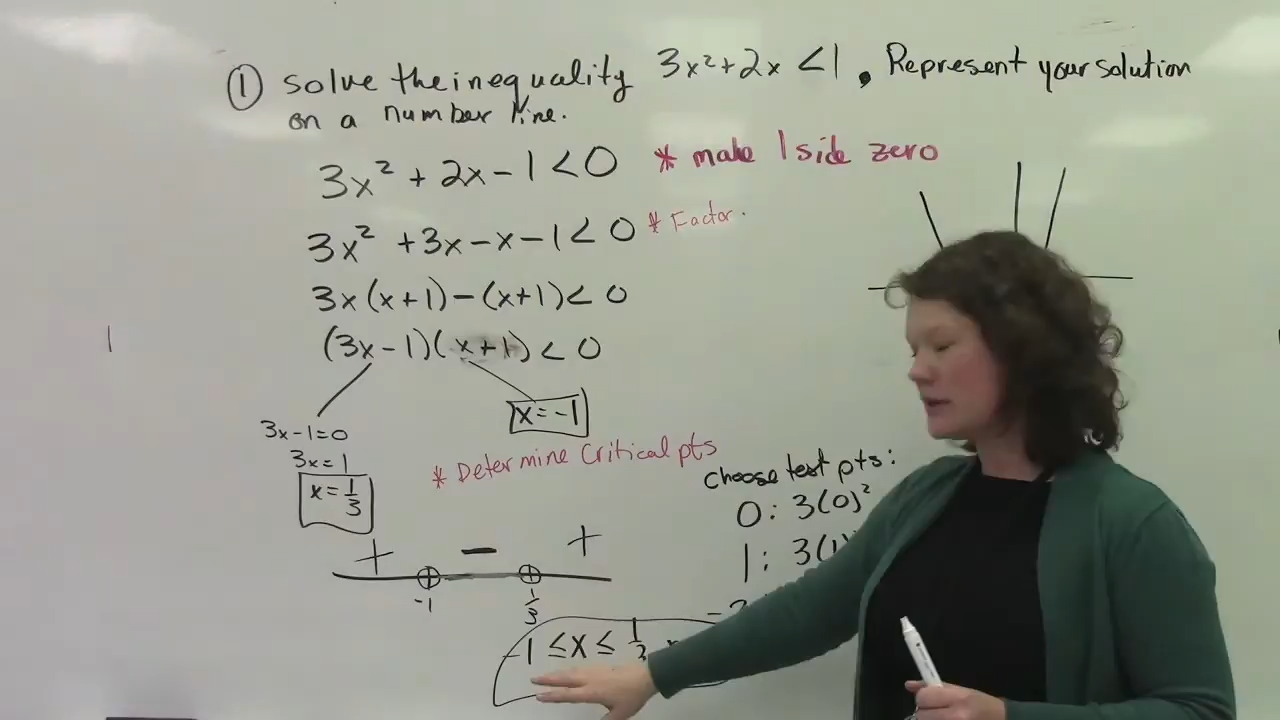 ① Solve the inequality 3x²+2x <1. Represent your solution
on a number line.
3x² + 2x - 1 < 0 * make 1 side zero
3x² + 3x - x - 1 < 0 * Factor.
3x(x+1) - (x+1) < 0
(3x - 1)(x+1) < 0
x = -1
3x-1=0
3x = 1
x = 1/3
* Determine Critical pts
choose test pts:
0: 3(0)²
1: 3(1)
+ - +
-1 1/3
-1 ≤ x ≤ 1/3